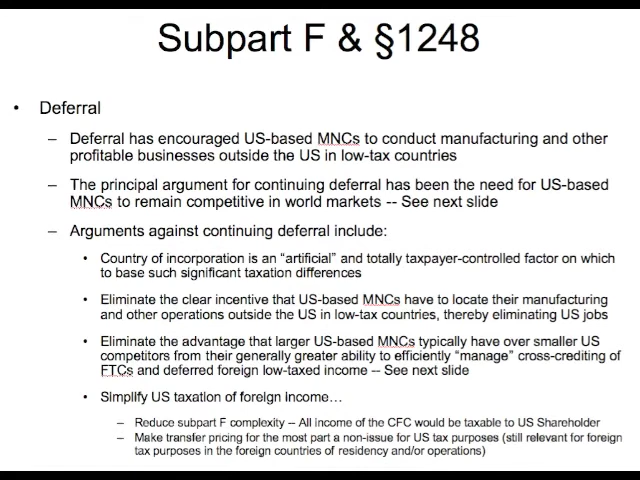 Subpart F & §1248
• Deferral
– Deferral has encouraged US-based MNCs to conduct manufacturing and other
profitable businesses outside the US in low-tax countries
– The principal argument for continuing deferral has been the need for US-based
MNCs to remain competitive in world markets -- See next slide
– Arguments against continuing deferral include:
• Country of incorporation is an “artificial” and totally taxpayer-controlled factor on which
to base such significant taxation differences
• Eliminate the clear incentive that US-based MNCs have to locate their manufacturing
and other operations outside the US in low-tax countries, thereby eliminating US jobs
• Eliminate the advantage that larger US-based MNCs typically have over smaller US
competitors from their generally greater ability to efficiently “manage” cross-crediting of
FTCs and deferred foreign low-taxed income -- See next slide
• Simplify US taxation of foreign income…
– Reduce subpart F complexity -- All income of the CFC would be taxable to US Shareholder
– Make transfer pricing for the most part a non-issue for US tax purposes (still relevant for foreign
tax purposes in the foreign countries of residency and/or operations)